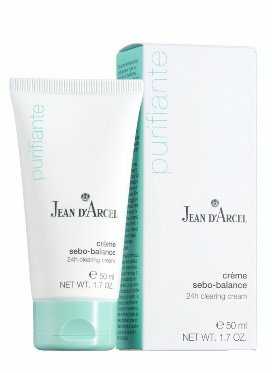 purifiante
JEAN D'ARCEL
crème
sebo-balance
24h clearing cream
℮ 50 ml
NET WT. 1.7 OZ.
purifiante
JEAN D'ARCEL
crème
sebo-balance
24h clearing cream
℮ 50 ml
NET WT. 1.7 OZ.